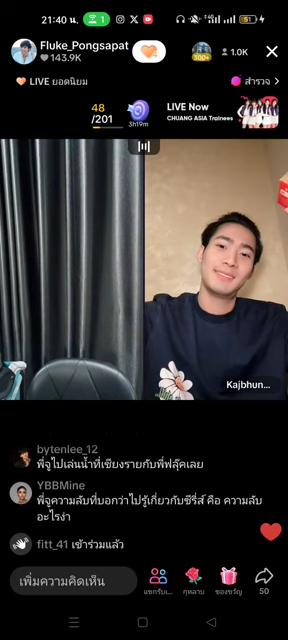 21:40 น. 1 51
Fluke_Pongsapat
143.9K
300+
1.0K
LIVE ยอดนิยม
สำรวจ
48
/201
3h19m
LIVE Now
CHUANG ASIA Trainees
Kajbhun...
bytenlee_12
พี่จูไปเล่นน้ำที่เชียงรายกับพี่ฟลุ๊คเลย
YBBMine
พี่จูความลับที่บอกว่าไปรู้เกี่ยวกับซีรี่ส์ คือ ความลับ
อะไรง่า
fitt_41 เข้าร่วมแล้ว
เพิ่มความคิดเห็น
แขกรับเ...
กุหลาบ
ของขวัญ
50